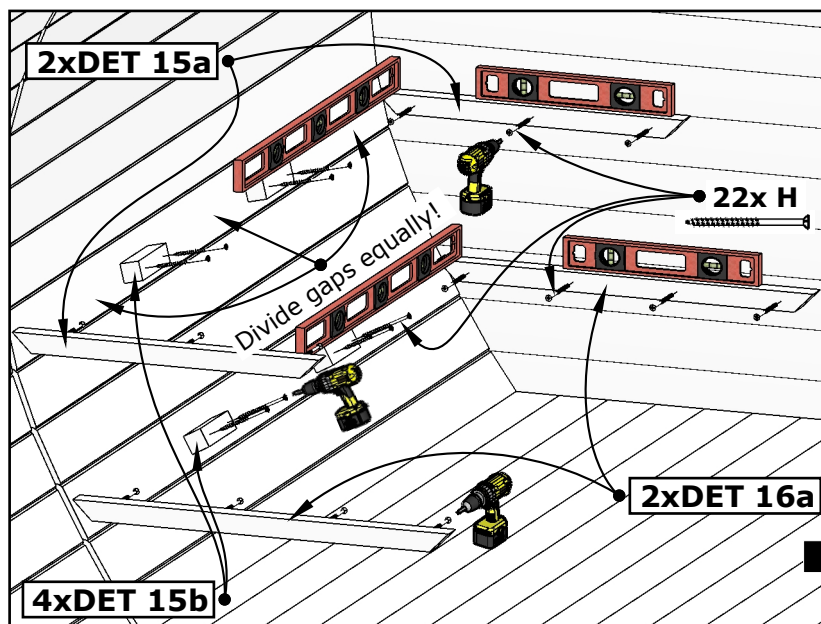 2xDET 15a
22x H
Divide gaps equally!
2xDET 16a
4xDET 15b